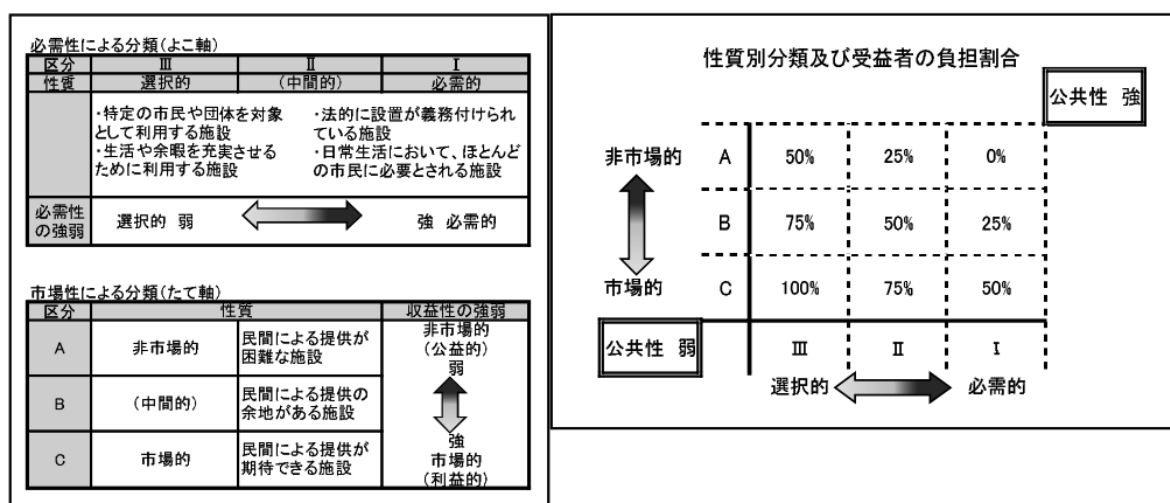 必需性による分類(よこ軸)
区分 Ⅲ Ⅱ Ⅰ
性質 選択的 (中間的) 必需的
・特定の市民や団体を対象
として利用する施設
・生活や余暇を充実させる
ために利用する施設
・法的に設置が義務付けられ
ている施設
・日常生活において、ほとんど
の市民に必要とされる施設
必需性
の強弱
選択的 弱 強 必需的
市場性による分類(たて軸)
区分 性質 収益性の強弱
A 非市場的 民間による提供が
困難な施設
B (中間的) 民間による提供の
余地がある施設
C 市場的 民間による提供が
期待できる施設
非市場的
(公益的)
弱
強
市場的
(利益的)
性質別分類及び受益者の負担割合
公共性 強
非市場的 A 50% 25% 0%
B 75% 50% 25%
市場的 C 100% 75% 50%
公共性 弱 Ⅲ Ⅱ Ⅰ
選択的 必需的